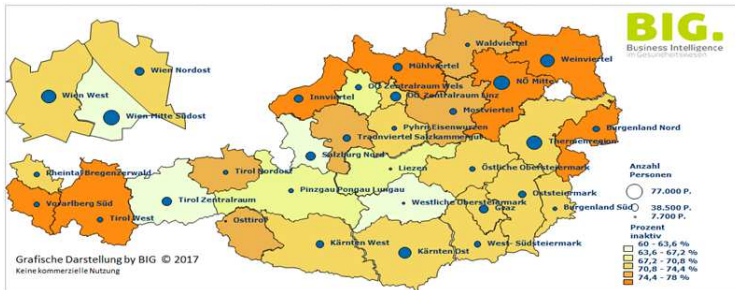 BIG.
Business Intelligence
im Gesundheitswesen
Waldviertel
Weinviertel
Wien Nordost
Mühlviertel
OÖ Zentralraum Wels
NÖ Mitte
Wien West
Innviertel
OÖ Zentralraum Linz
Mostviertel
Wien Mitte Südost
Pyhrn Eisenwurzen
Burgenland Nord
Traunviertel Salzkammergut
Thermenregion
Salzburg Nord
Rheintal Bregenzerwald
Tirol Nordost
Liezen
Östliche Obersteiermark
Anzahl
Personen
Pinzgau Pongau Lungau
77.000 P.
Vorarlberg Süd
Tirol Zentralraum
Westliche Obersteiermark
Oststeiermark
38.500 P.
Graz
Burgenland Süd
7.700 P.
Tirol West
Osttirol
Prozent
inaktiv
Kärnten West
Kärnten Ost
West- Südsteiermark
60 - 63,6 %
63,6 - 67,2 %
67,2 - 70,8 %
70,8 - 74,4 %
74,4 - 78 %
Grafische Darstellung by BIG © 2017
Keine kommerzielle Nutzung